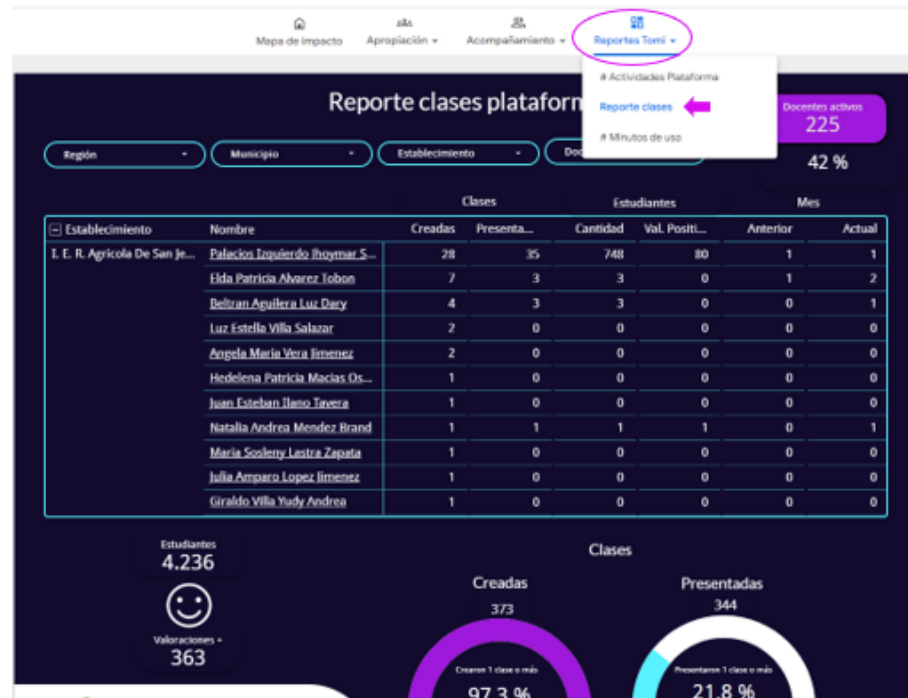 Mapa de Impacto Apropiación Acompañamiento Reportes Tomi
# Actividades Plataforma
Reporte clases
# Minutos de uso
Reporte clases plataform
Docentes activos
225
42 %
Región Municipio Establecimiento Doc
Clases Estudiantes Mes
Establecimiento Nombre Creadas Presenta... Cantidad Val. Positi... Anterior Actual
I. E. R. Agricola De San Je... Palacios Izquierdo Jhoymar S... 28 35 748 80 1 1
Elda Patricia Alvarez Tobon 7 3 3 0 1 2
Beltran Aguilera Luz Dary 4 3 3 0 0 1
Luz Estella Villa Salazar 2 0 0 0 0 0
Angela Maria Vera Jimenez 2 0 0 0 0 0
Hedelena Patricia Macias Os... 1 0 0 0 0 0
Juan Esteban Ilano Tavera 1 0 0 0 0 0
Natalia Andrea Mendez Brand 1 1 1 1 0 1
Maria Sosleny Lastra Zapata 1 0 0 0 0 0
Julia Amparo Lopez Jimenez 1 0 0 0 0 0
Giraldo Villa Yudy Andrea 1 0 0 0 0 0
Estudiantes
4.236
Valoraciones +
363
Clases
Creadas
373
Crearon 1 clase o más
97.3 %
Presentadas
344
Presentaron 1 clase o más
21.8 %